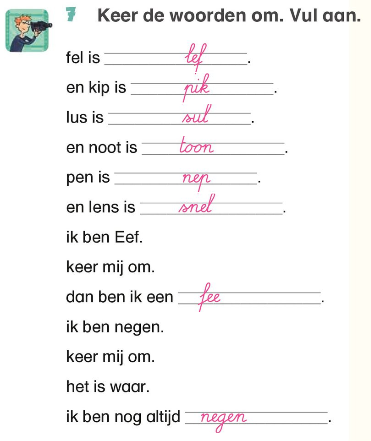 7 Keer de woorden om. Vul aan.
fel is lef.
en kip is pik.
lus is sul.
en noot is toon.
pen is nep.
en lens is snel.
ik ben Eef.
keer mij om.
dan ben ik een fee.
ik ben negen.
keer mij om.
het is waar.
ik ben nog altijd negen.